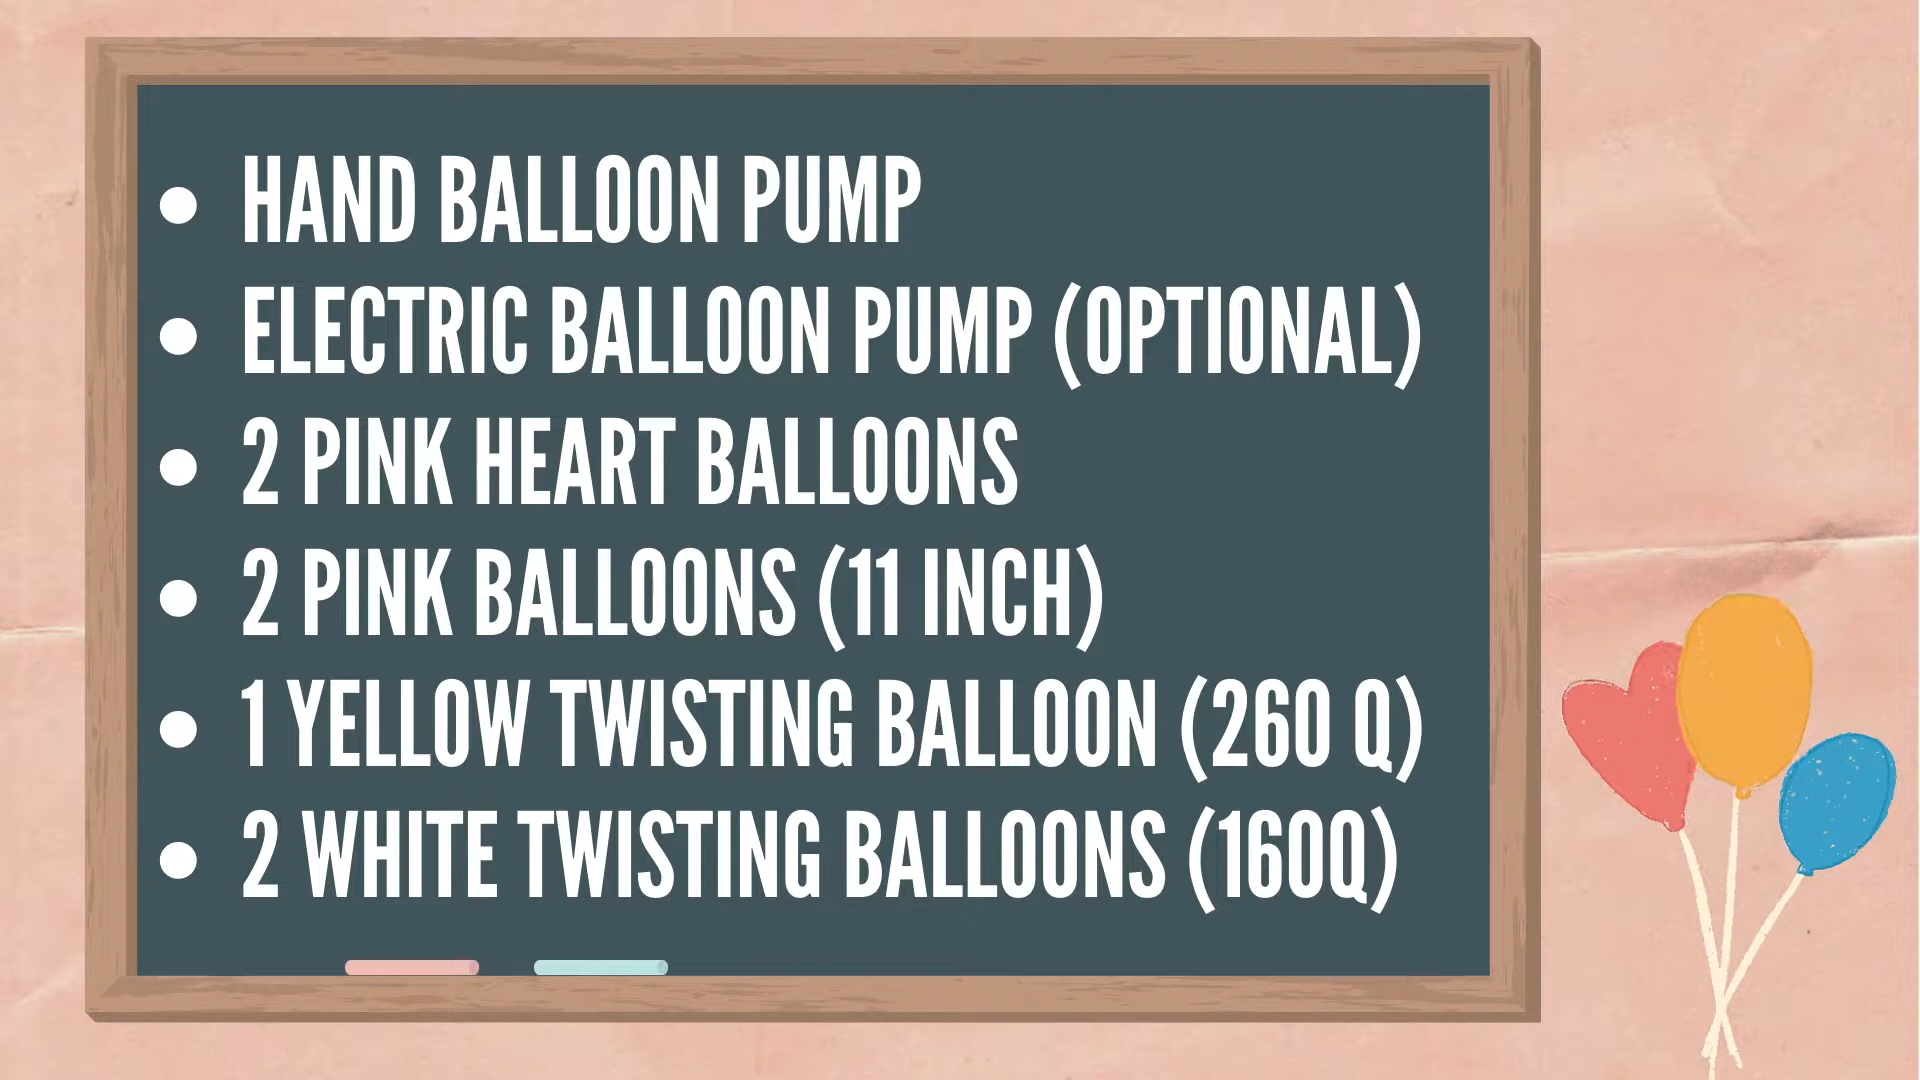 • HAND BALLOON PUMP
• ELECTRIC BALLOON PUMP (OPTIONAL)
• 2 PINK HEART BALLOONS
• 2 PINK BALLOONS (11 INCH)
• 1 YELLOW TWISTING BALLOON (260 Q)
• 2 WHITE TWISTING BALLOONS (160Q)